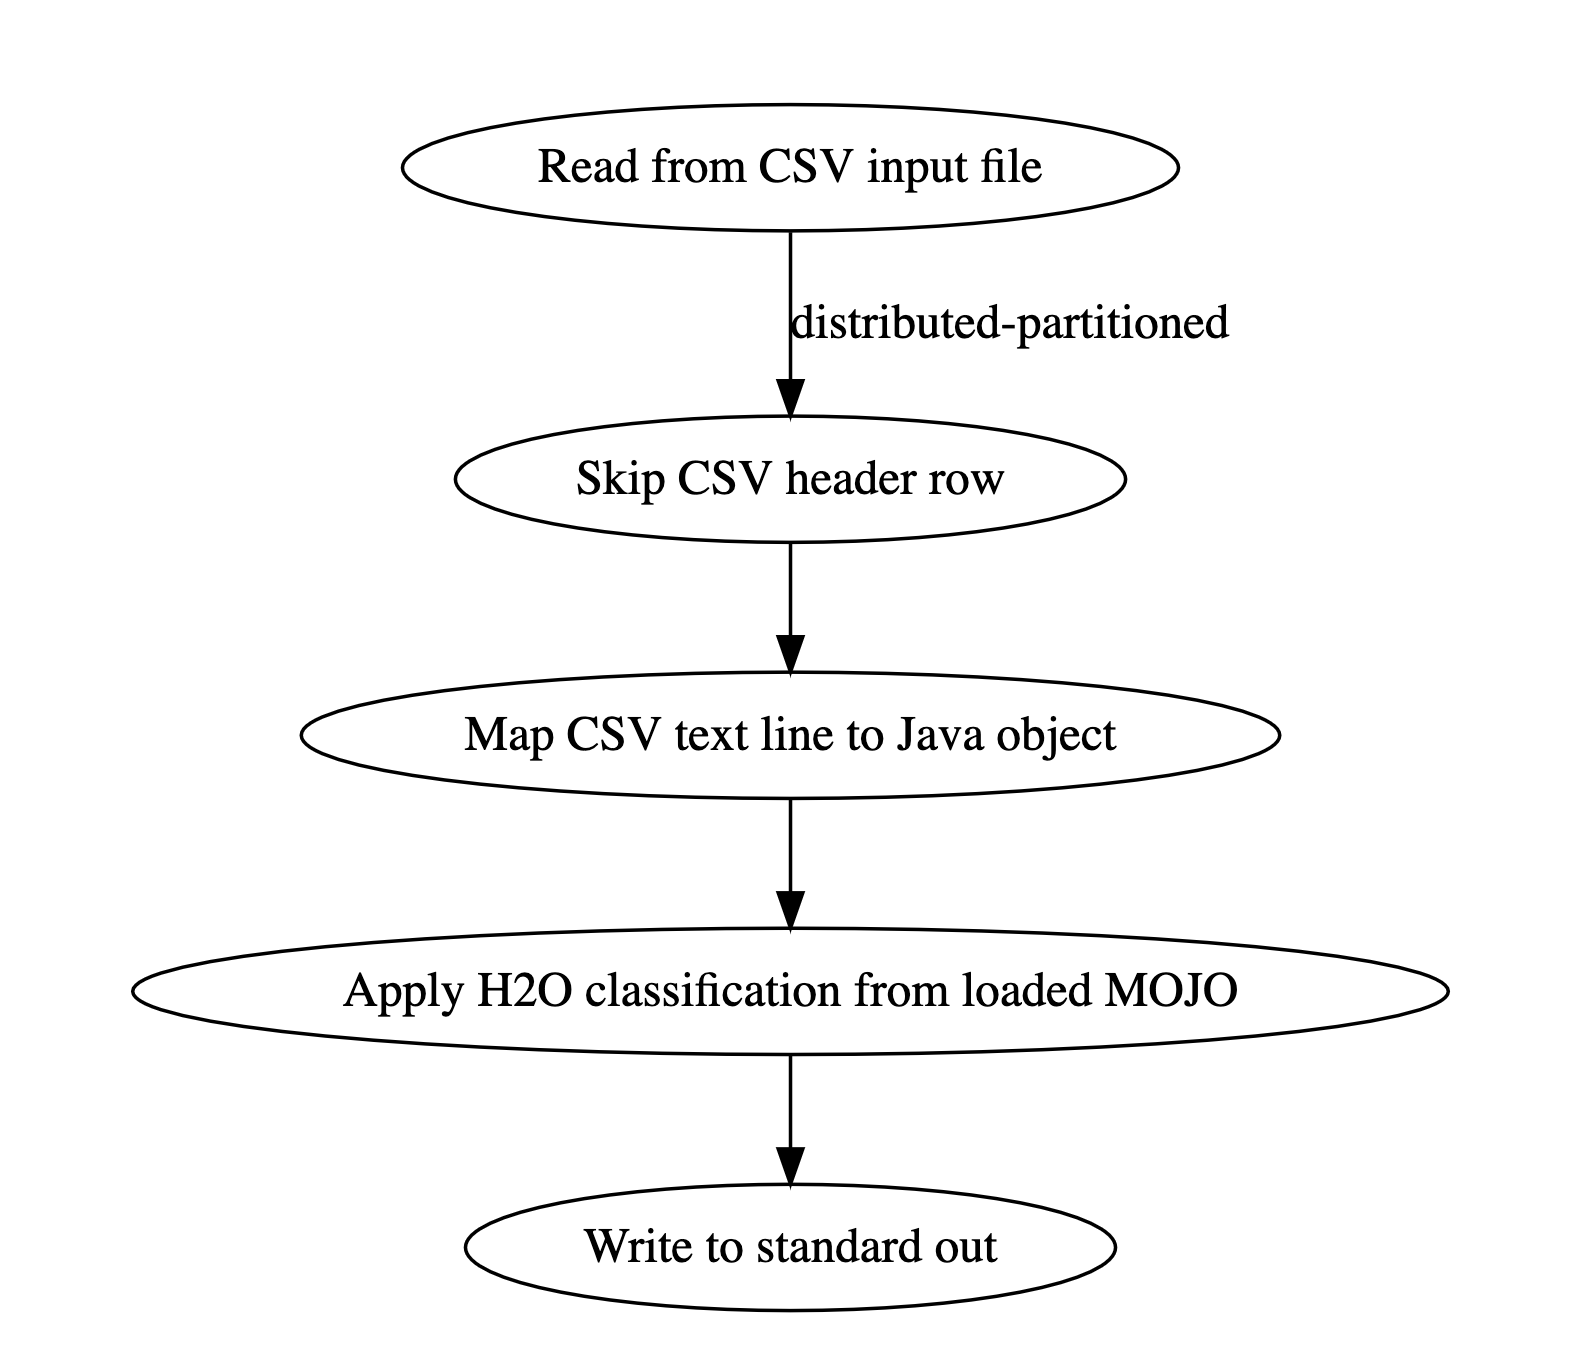 Read from CSV input file
distributed-partitioned
Skip CSV header row
Map CSV text line to Java object
Apply H2O classification from loaded MOJO
Write to standard out